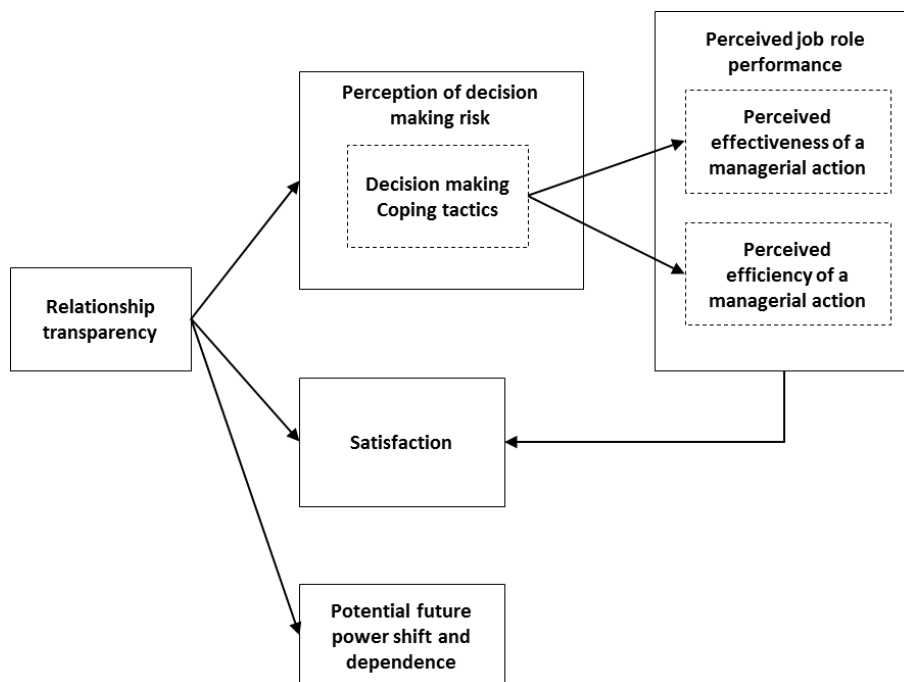 Perceived job role
performance
Perception of decision
making risk
Perceived
effectiveness of a
managerial action
Decision making
Coping tactics
Perceived
efficiency of a
managerial action
Relationship
transparency
Satisfaction
Potential future
power shift and
dependence